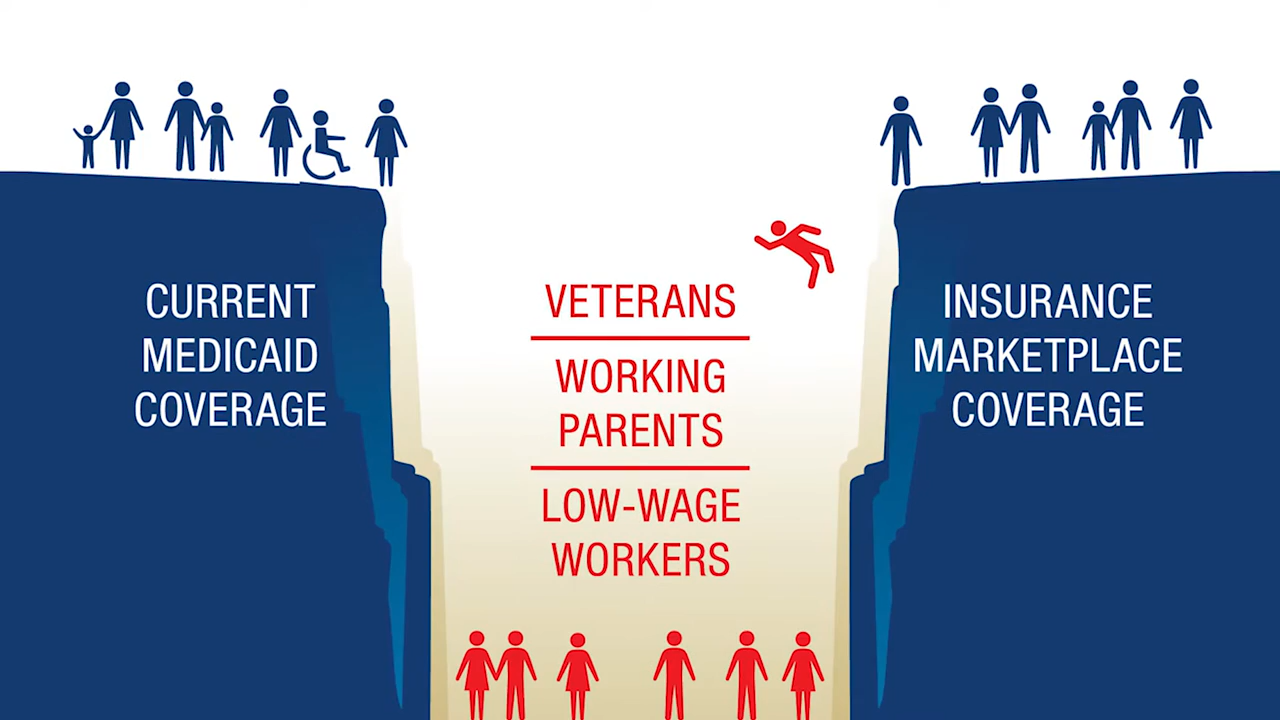 CURRENT
MEDICAID
COVERAGE
VETERANS
WORKING
PARENTS
LOW-WAGE
WORKERS
INSURANCE
MARKETPLACE
COVERAGE